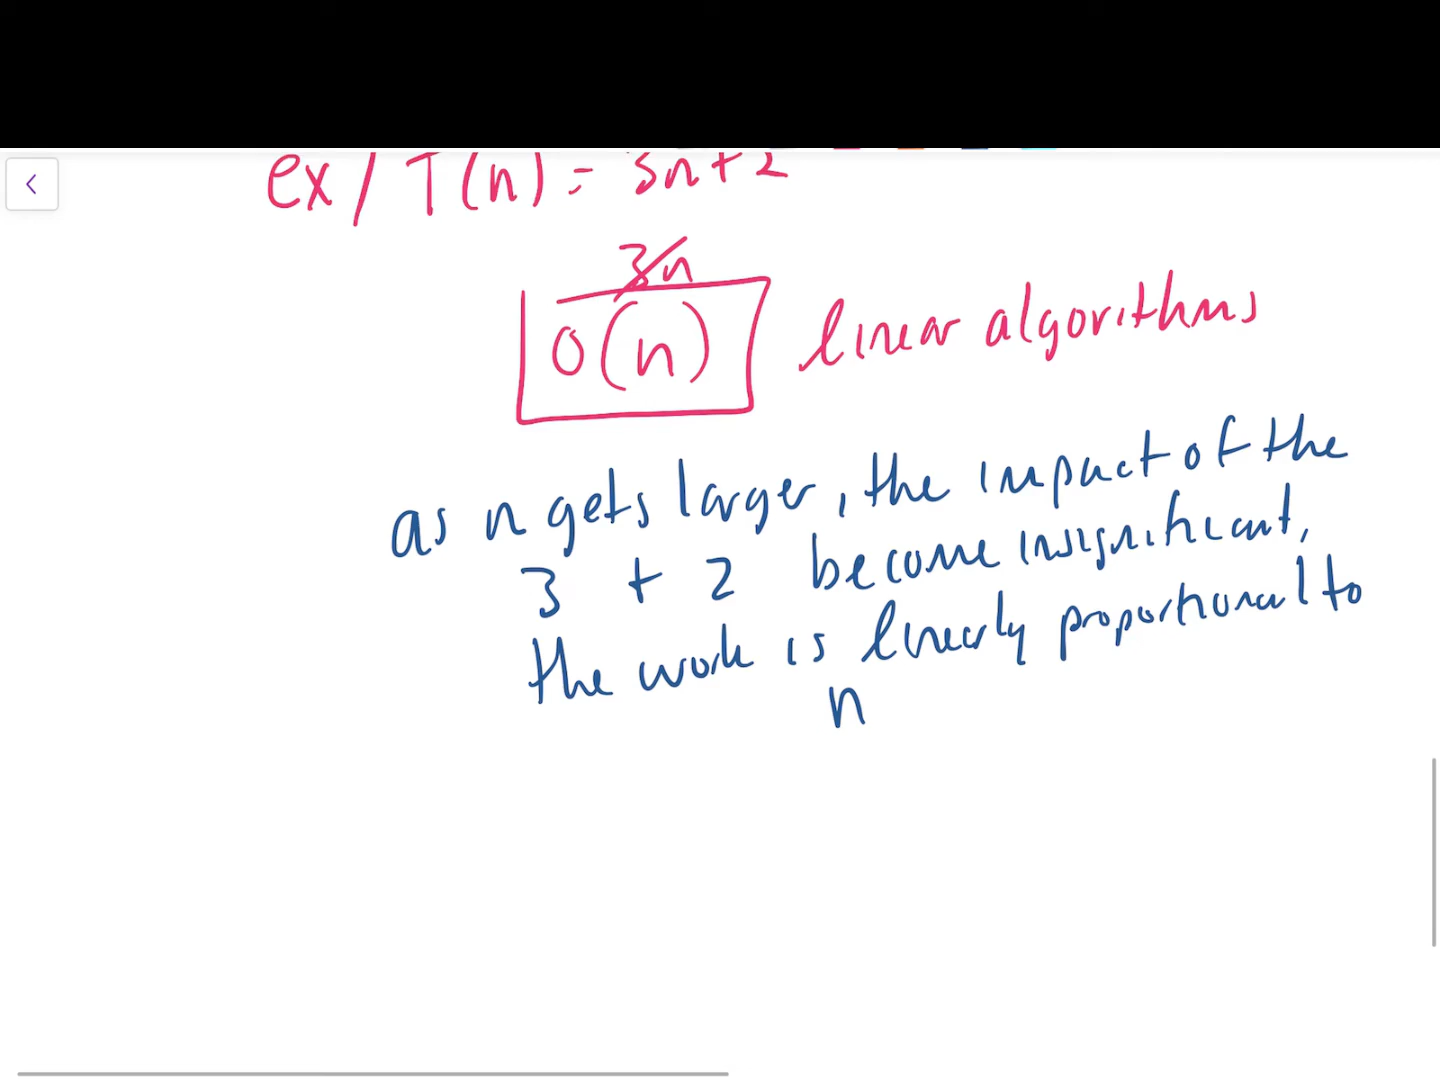 ex/ T(n) = 3n+2
3n
O(n) linear algorithms
as n gets larger, the impact of the
3 + 2 become insignificant,
the work is linearly proportional to
n